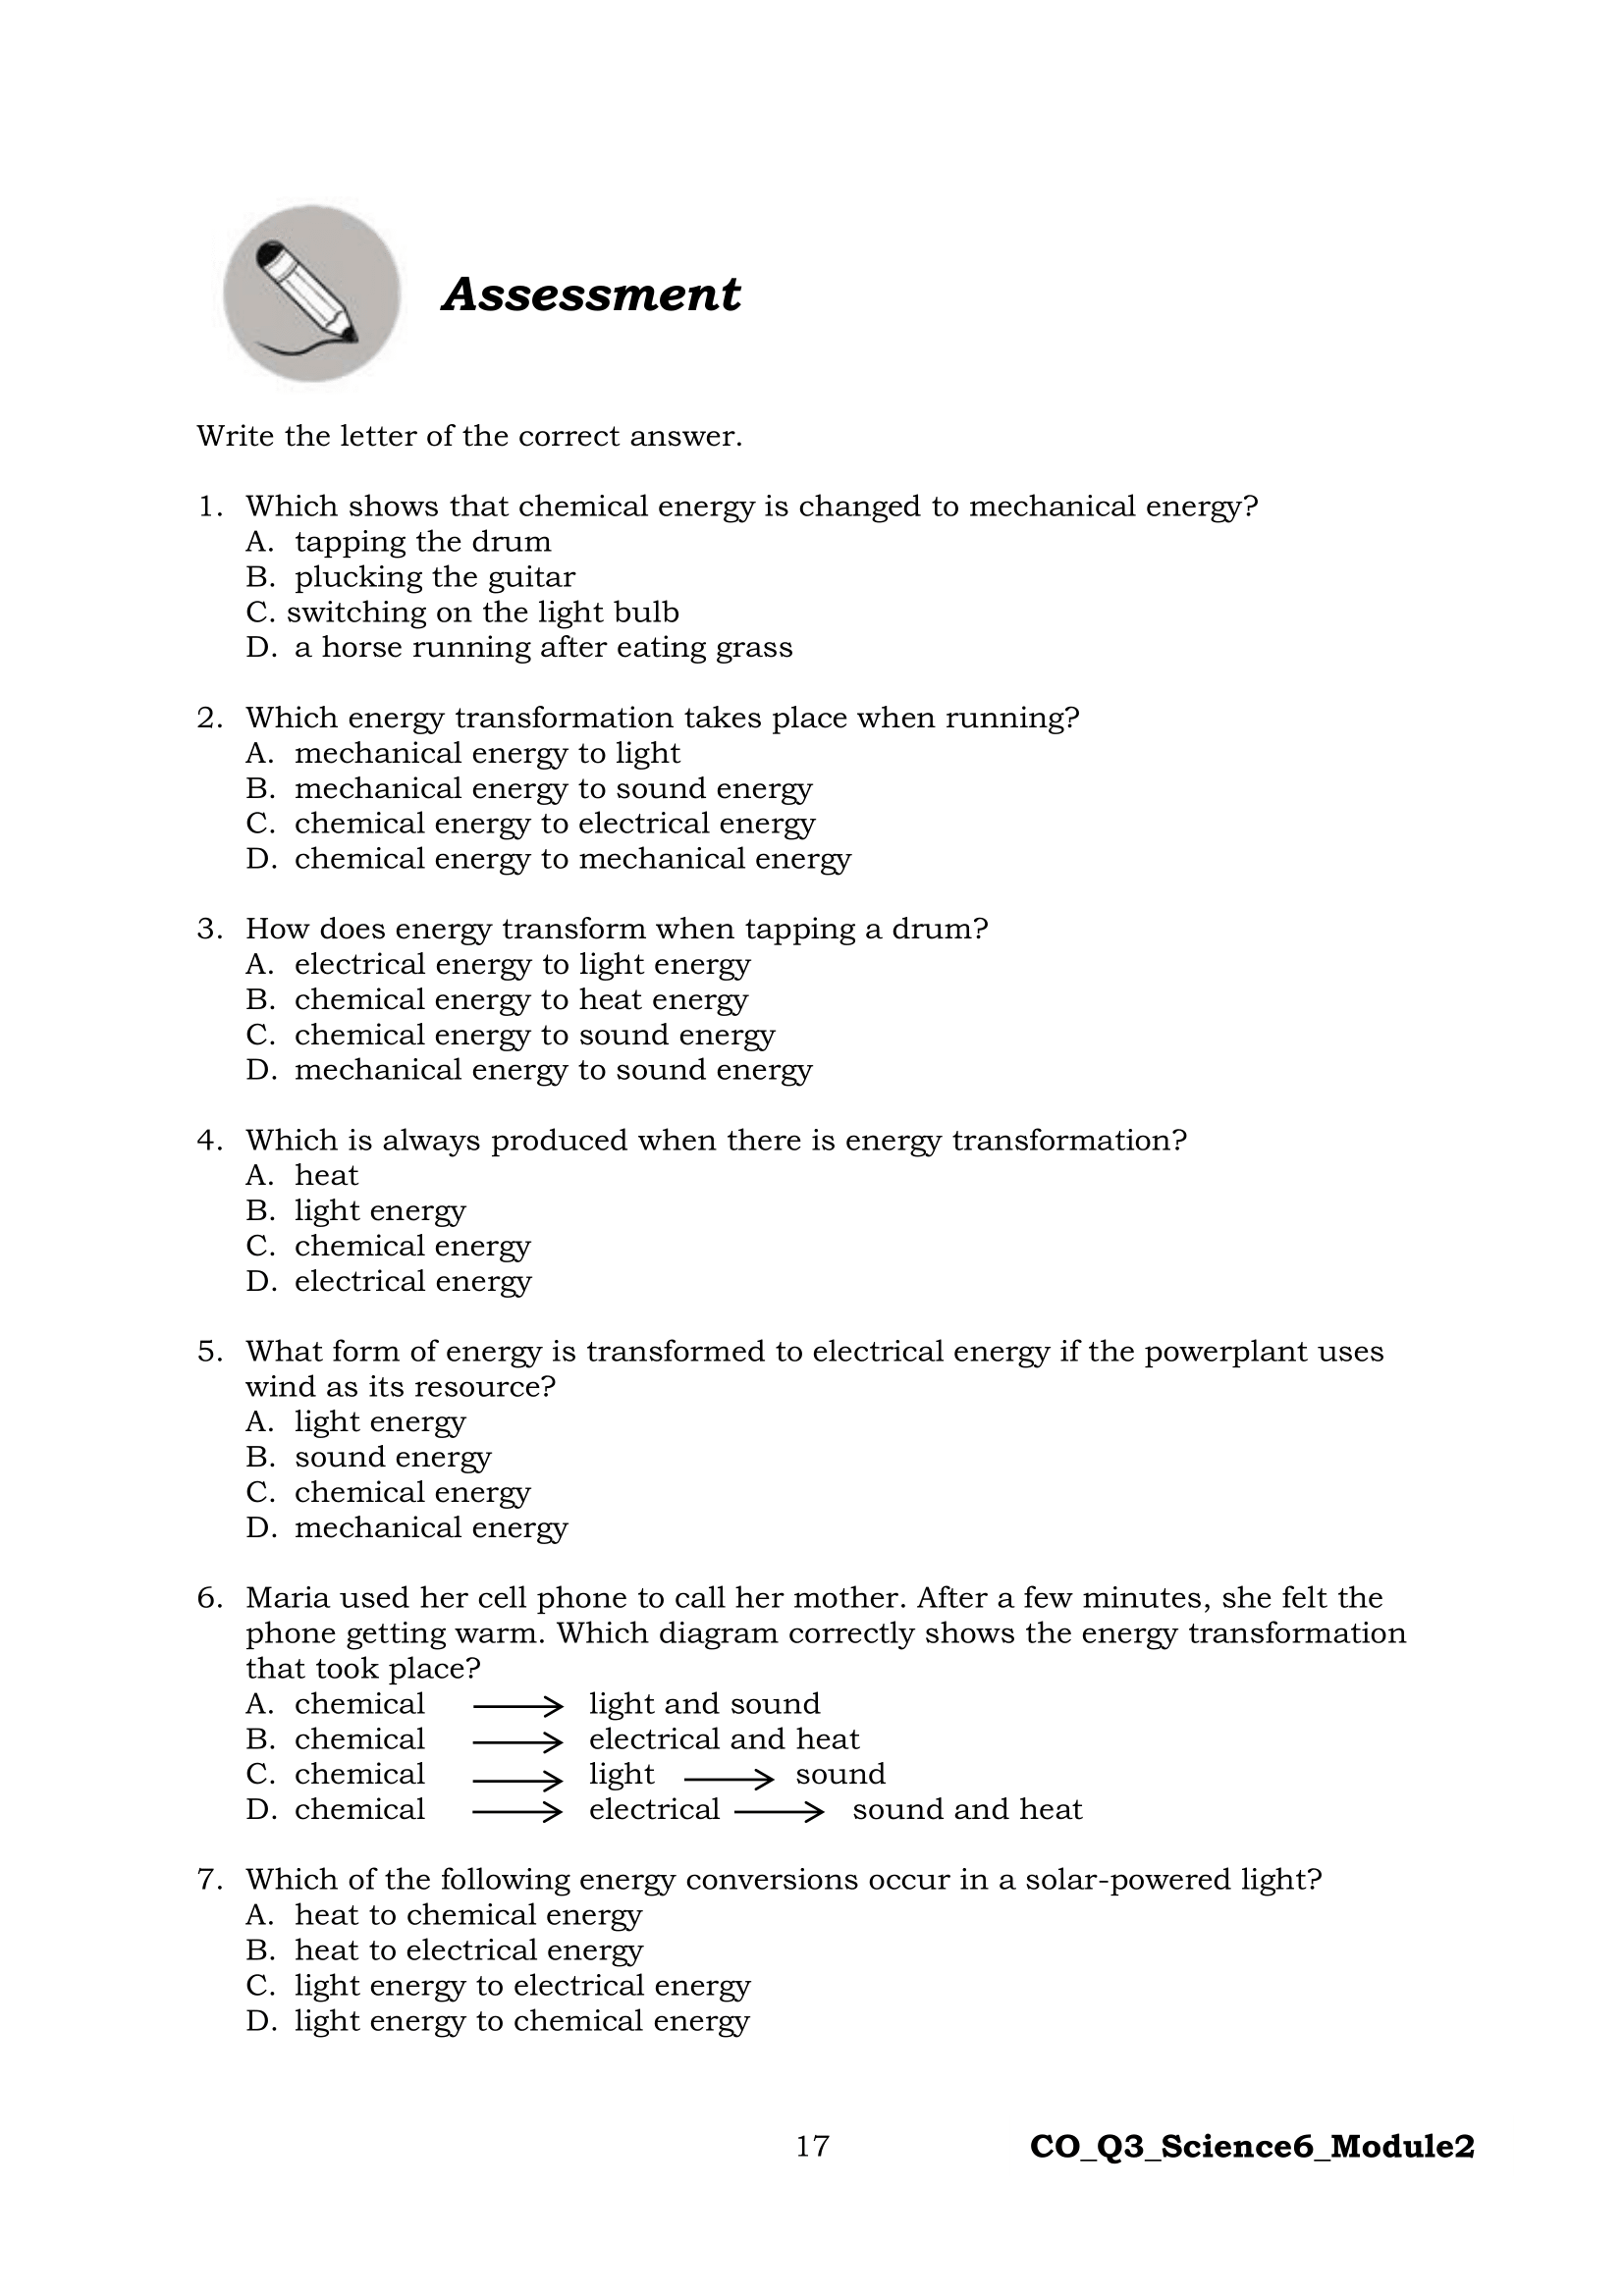 Assessment
Write the letter of the correct answer.
1. Which shows that chemical energy is changed to mechanical energy?
A. tapping the drum
B. plucking the guitar
C. switching on the light bulb
D. a horse running after eating grass
2. Which energy transformation takes place when running?
A. mechanical energy to light
B. mechanical energy to sound energy
C. chemical energy to electrical energy
D. chemical energy to mechanical energy
3. How does energy transform when tapping a drum?
A. electrical energy to light energy
B. chemical energy to heat energy
C. chemical energy to sound energy
D. mechanical energy to sound energy
4. Which is always produced when there is energy transformation?
A. heat
B. light energy
C. chemical energy
D. electrical energy
5. What form of energy is transformed to electrical energy if the powerplant uses
wind as its resource?
A. light energy
B. sound energy
C. chemical energy
D. mechanical energy
6. Maria used her cell phone to call her mother. After a few minutes, she felt the
phone getting warm. Which diagram correctly shows the energy transformation
that took place?
A. chemical → light and sound
B. chemical → electrical and heat
C. chemical → light → sound
D. chemical → electrical → sound and heat
7. Which of the following energy conversions occur in a solar-powered light?
A. heat to chemical energy
B. heat to electrical energy
C. light energy to electrical energy
D. light energy to chemical energy
17 CO_Q3_Science6_Module2